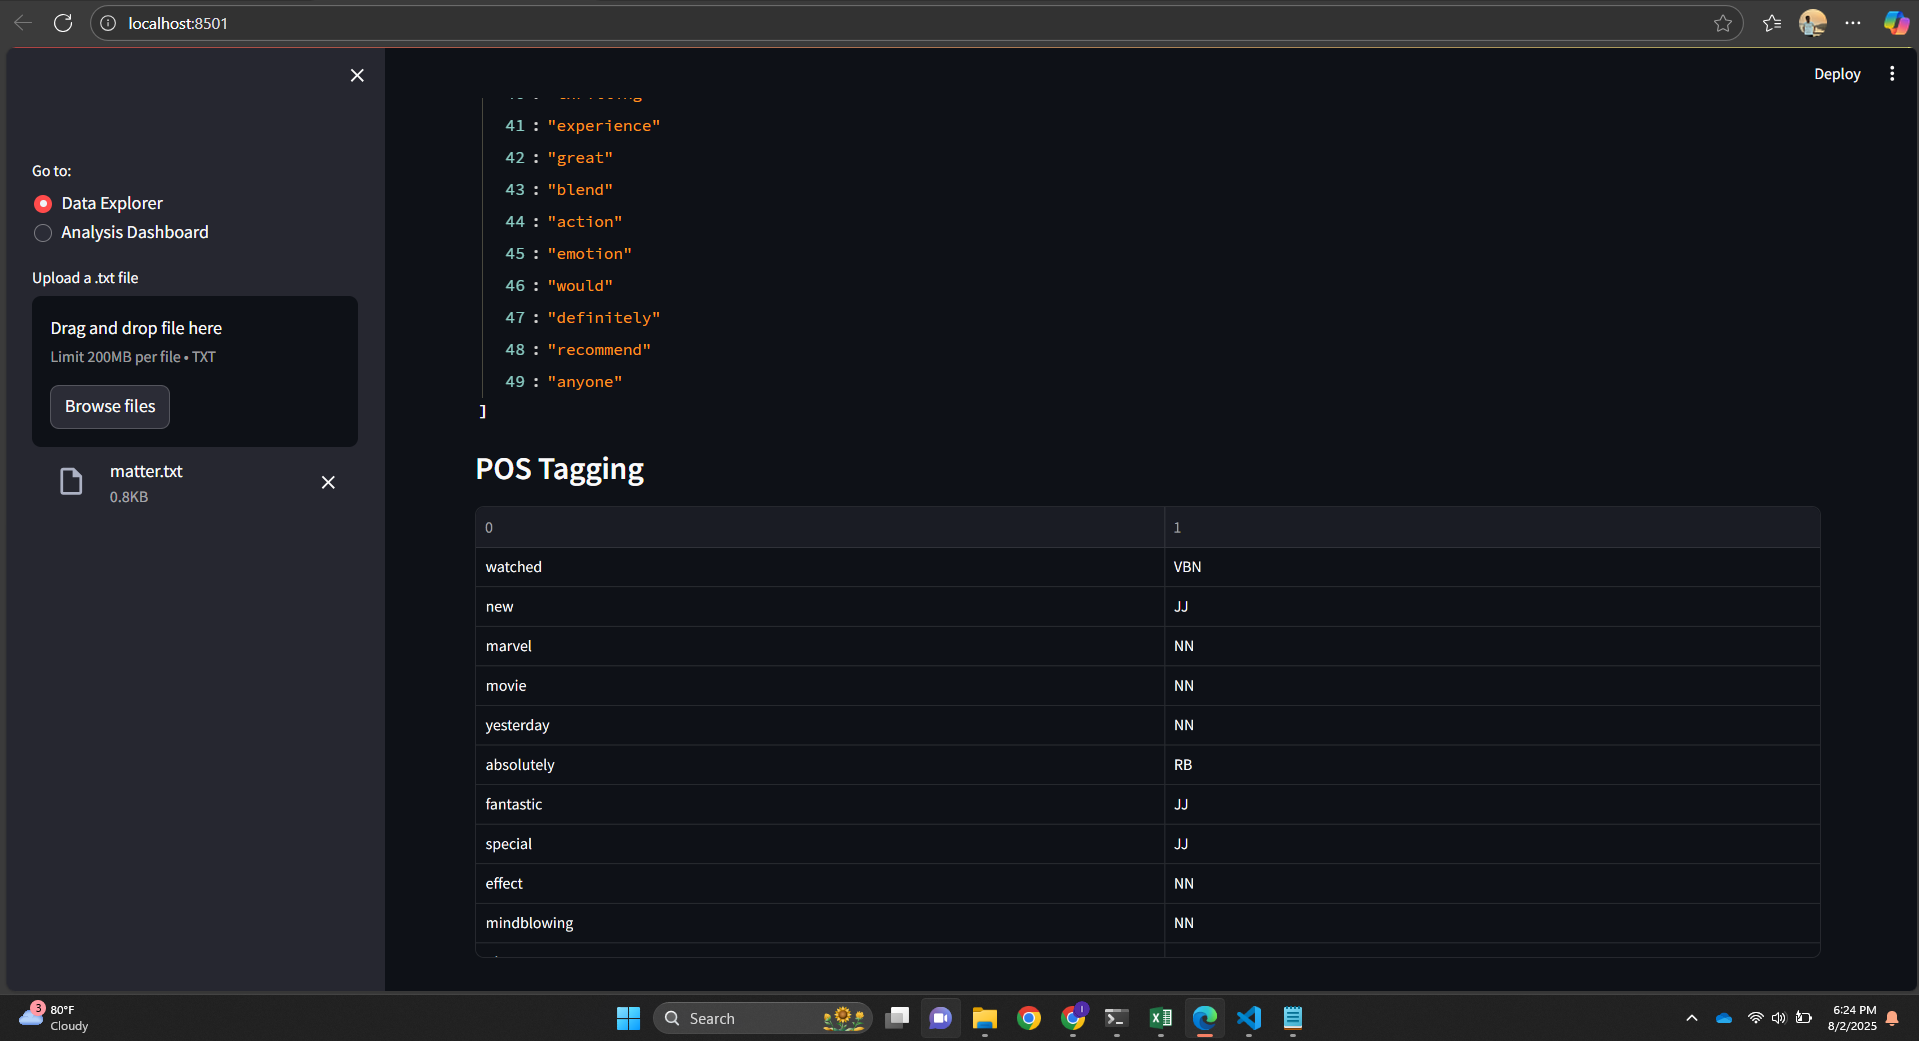 localhost:8501
Deploy
Go to:
Data Explorer
Analysis Dashboard
Upload a .txt file
Drag and drop file here
Limit 200MB per file • TXT
Browse files
matter.txt
0.8KB
41 : "experience"
42 : "great"
43 : "blend"
44 : "action"
45 : "emotion"
46 : "would"
47 : "definitely"
48 : "recommend"
49 : "anyone"
]
POS Tagging
0 1
watched VBN
new JJ
marvel NN
movie NN
yesterday NN
absolutely RB
fantastic JJ
special JJ
effect NN
mindblowing NN
3
80°F
Cloudy
Search
6:24 PM
8/2/2025